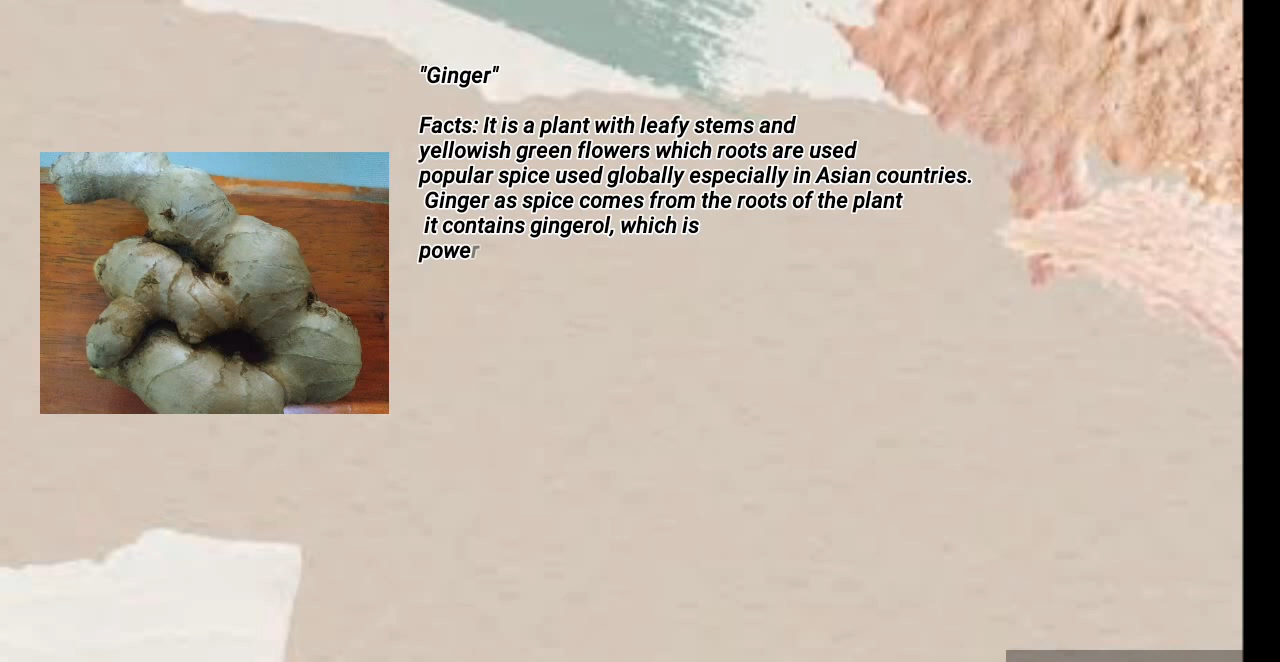 "Ginger"
Facts: It is a plant with leafy stems and
yellowish green flowers which roots are used
popular spice used globally especially in Asian countries.
Ginger as spice comes from the roots of the plant
it contains gingerol, which is
power